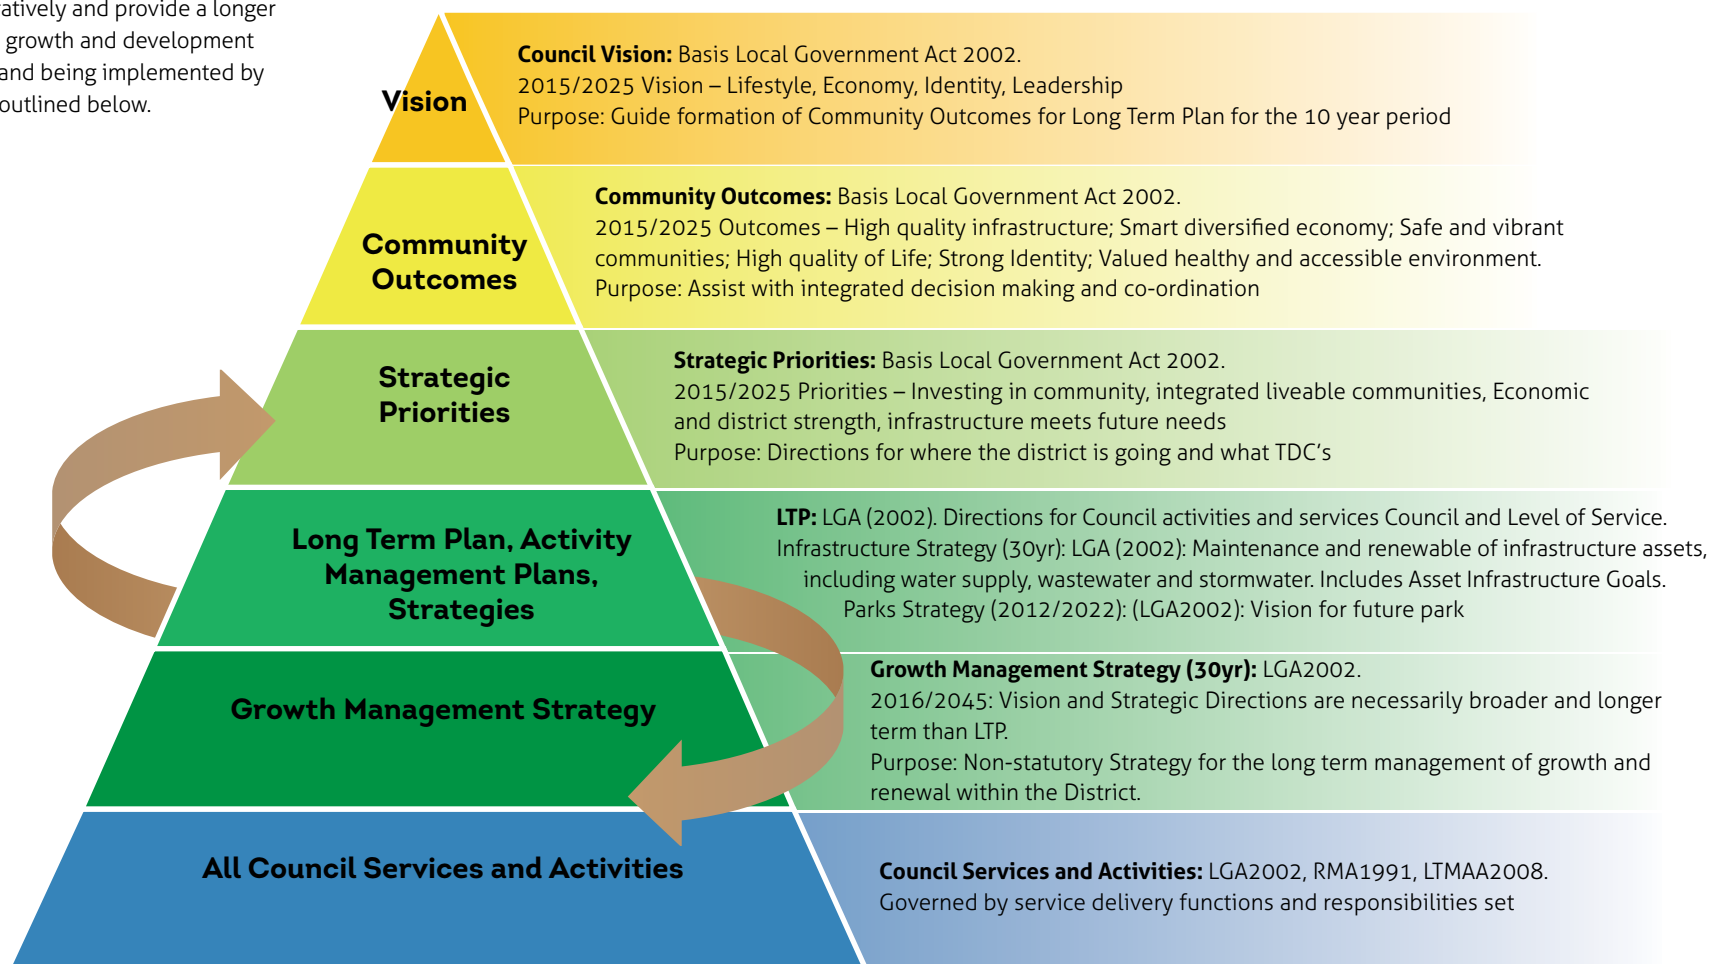 ratively and provide a longer
growth and development
and being implemented by
outlined below.
Vision
Council Vision: Basis Local Government Act 2002.
2015/2025 Vision – Lifestyle, Economy, Identity, Leadership
Purpose: Guide formation of Community Outcomes for Long Term Plan for the 10 year period
Community
Outcomes
Community Outcomes: Basis Local Government Act 2002.
2015/2025 Outcomes – High quality infrastructure; Smart diversified economy; Safe and vibrant
communities; High quality of Life; Strong Identity; Valued healthy and accessible environment.
Purpose: Assist with integrated decision making and co-ordination
Strategic
Priorities
Strategic Priorities: Basis Local Government Act 2002.
2015/2025 Priorities – Investing in community, integrated liveable communities, Economic
and district strength, infrastructure meets future needs
Purpose: Directions for where the district is going and what TDC's
Long Term Plan, Activity
Management Plans,
Strategies
LTP: LGA (2002). Directions for Council activities and services Council and Level of Service.
Infrastructure Strategy (30yr): LGA (2002): Maintenance and renewable of infrastructure assets,
including water supply, wastewater and stormwater. Includes Asset Infrastructure Goals.
Parks Strategy (2012/2022): (LGA2002): Vision for future park
Growth Management Strategy
Growth Management Strategy (30yr): LGA2002.
2016/2045: Vision and Strategic Directions are necessarily broader and longer
term than LTP.
Purpose: Non-statutory Strategy for the long term management of growth and
renewal within the District.
All Council Services and Activities
Council Services and Activities: LGA2002, RMA1991, LTMAA2008.
Governed by service delivery functions and responsibilities set